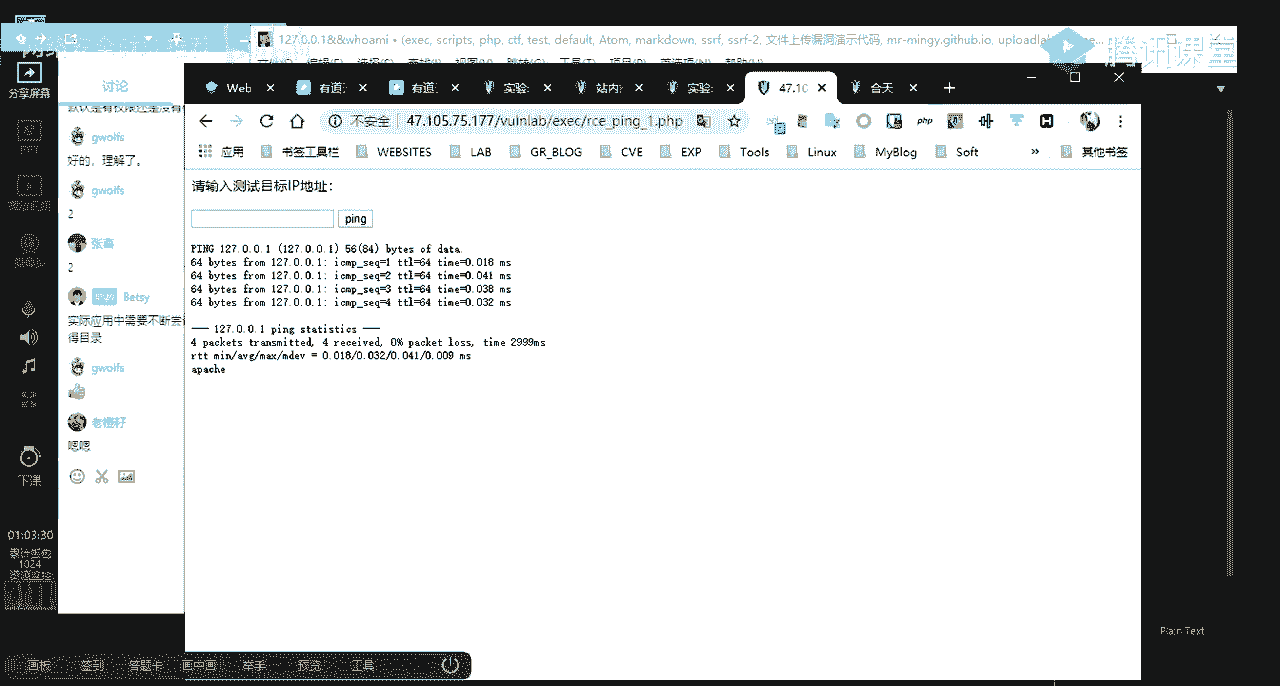 127.0.0.1&&whoami • (exec, scripts, php, ctf, test, default, Atom, markdown, ssrf, ssrf-2, 文件上传漏洞演示代码, mr-mingy.github.io,
腾讯课堂
分享屏幕
讨论
gwolfs
好的，理解了。
gwolfs
2
张鑫
2
Betsy
实际应用中需要不断尝
得目录
gwolfs
嗯嗯
下课
01:03:30
1024
画板 签到 答题卡 画中画 举手 预览 工具
Web
有道
有道
实验
站内
实验
47.10
合天
不安全
47.105.75.177/vulnlab/exec/rce_ping_1.php
php
应用 书签工具栏 WEBSITES LAB GR_BLOG CVE EXP Tools Linux MyBlog Soft » 其他书签
请输入测试目标IP地址：
ping
PING 127.0.0.1 (127.0.0.1) 56(84) bytes of data.
64 bytes from 127.0.0.1: icmp_seq=1 ttl=64 time=0.018 ms
64 bytes from 127.0.0.1: icmp_seq=2 ttl=64 time=0.041 ms
64 bytes from 127.0.0.1: icmp_seq=3 ttl=64 time=0.038 ms
64 bytes from 127.0.0.1: icmp_seq=4 ttl=64 time=0.032 ms
--- 127.0.0.1 ping statistics ---
4 packets transmitted, 4 received, 0% packet loss, time 2999ms
rtt min/avg/max/mdev = 0.018/0.032/0.041/0.009 ms
apache
Plain Text